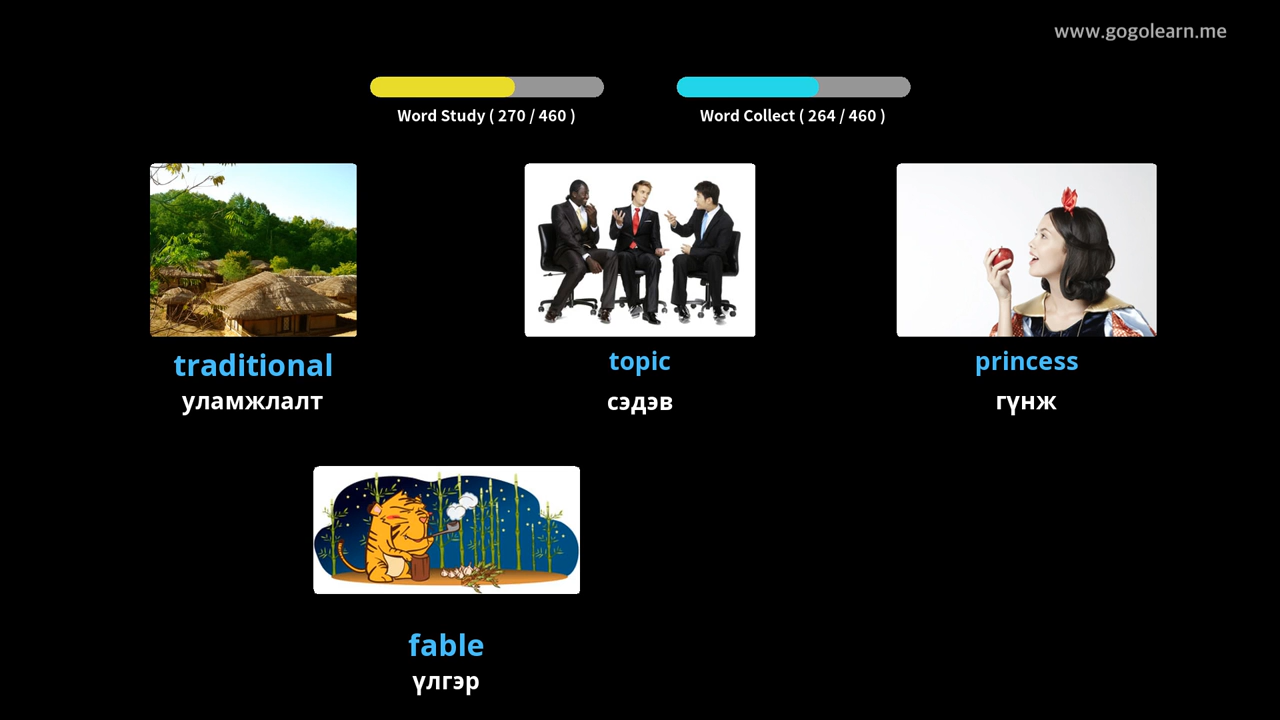 www.gogolearn.me
Word Study ( 270 / 460 )
Word Collect ( 264 / 460 )
traditional
уламжлалт
topic
сэдэв
princess
гүнж
fable
үлгэр